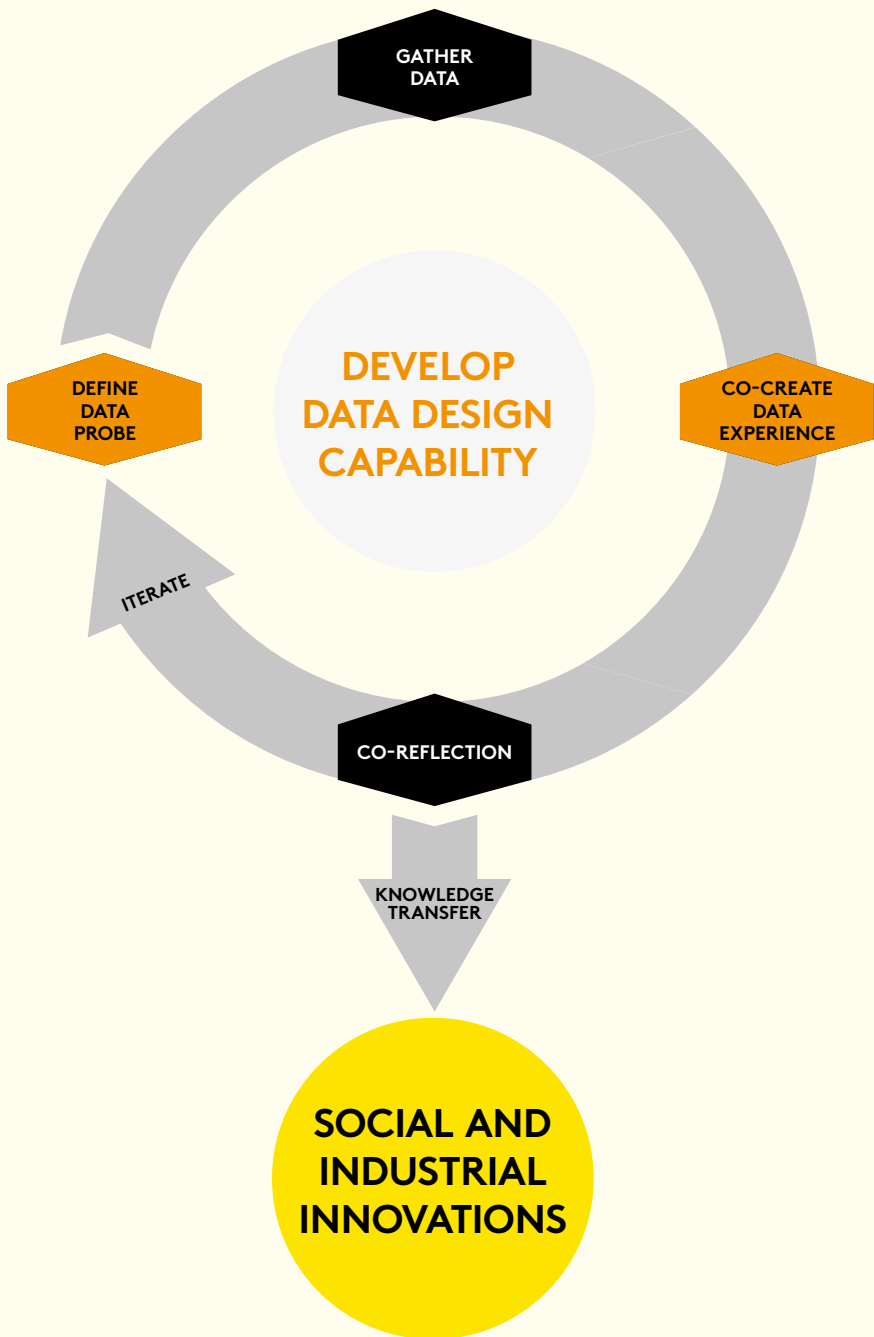 GATHER
DATA
DEVELOP
DATA DESIGN
CAPABILITY
DEFINE
DATA
PROBE
CO-CREATE
DATA
EXPERIENCE
ITERATE
CO-REFLECTION
KNOWLEDGE
TRANSFER
SOCIAL AND
INDUSTRIAL
INNOVATIONS